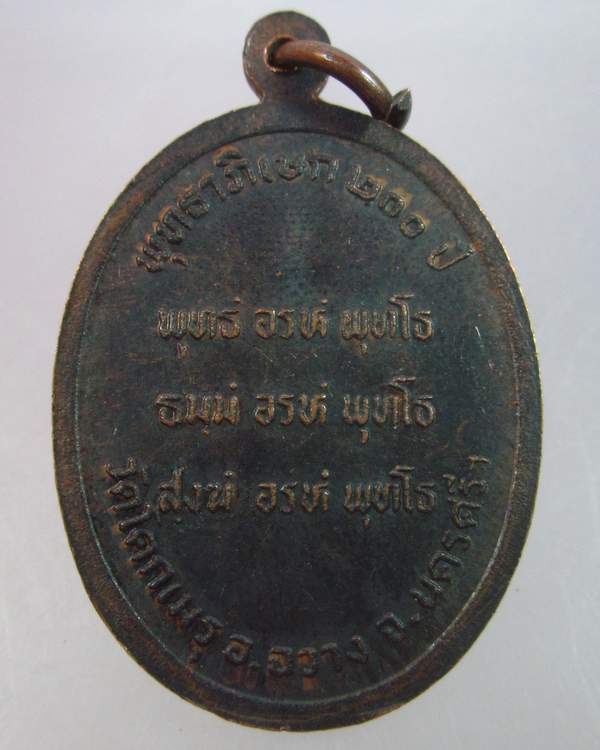 พุทธาภิเษก ๒๐๐ ปี
พุทธํ อรหํ พุทโธ
ธมฺมํ อรหํ พุทโธ
สงฺฆํ อรหํ พุทโธ
วัดโคกเมรุ อ.ฉวาง จ.นครศรีฯ